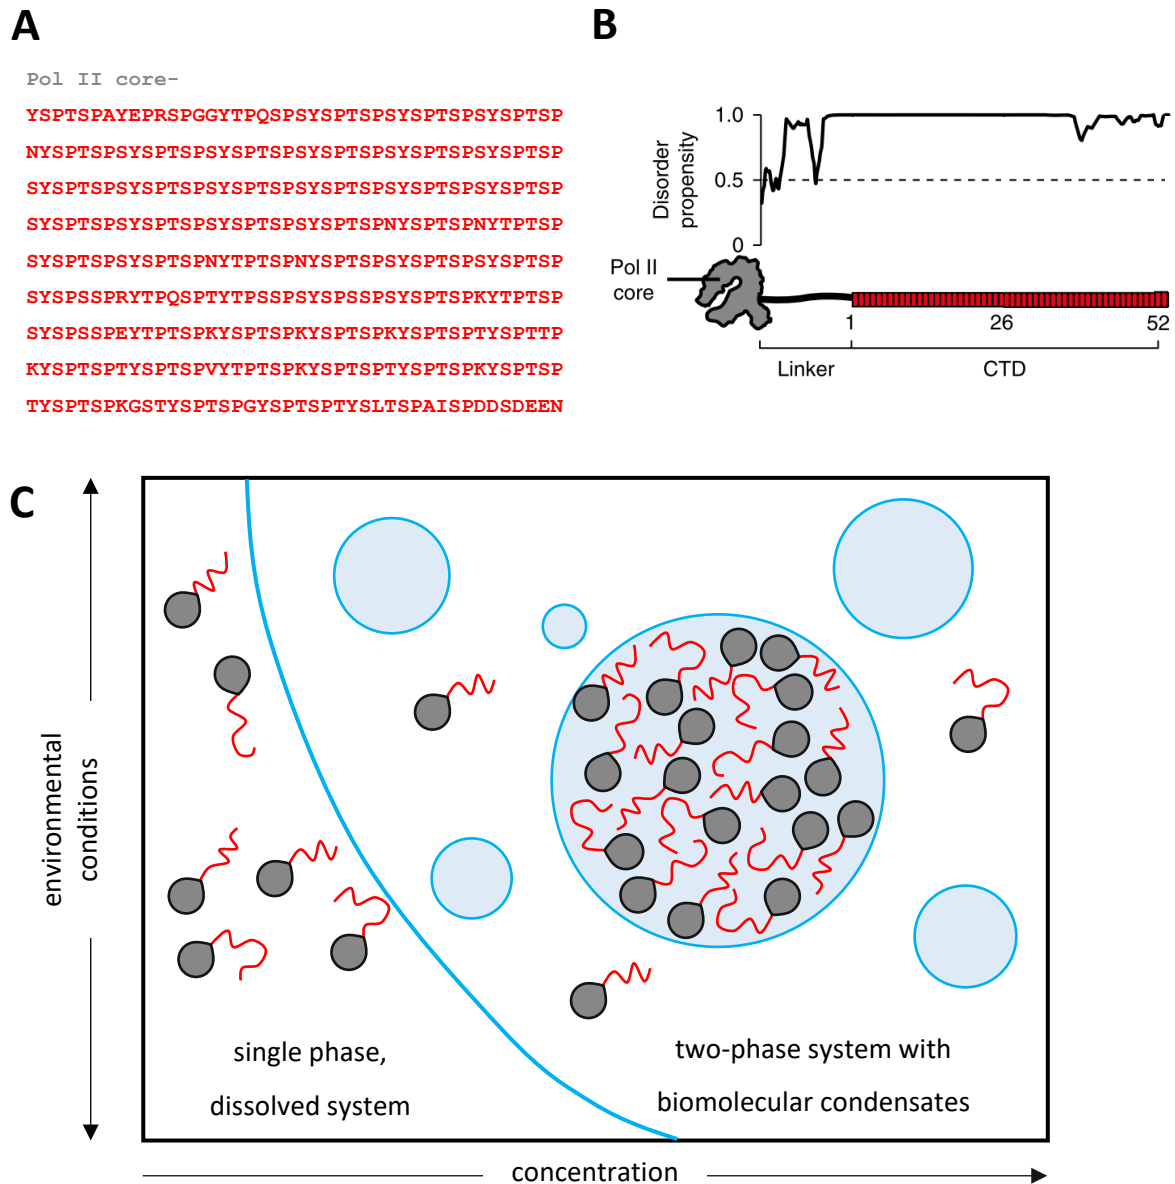 A
Pol II core-
YSPTSPAYEPRSPGGYTPQSPSYSPTSPSYSPTSPSYSPTSP
NYSPTSPSYSPTSPSYSPTSPSYSPTSPSYSPTSPSYSPTSP
SYSPTSPSYSPTSPSYSPTSPSYSPTSPSYSPTSPSYSPTSP
SYSPTSPSYSPTSPSYSPTSPSYSPTSPNYSPTSPNYTPTSP
SYSPTSPSYSPTSPNYTPTSPNYSPTSPSYSPTSPSYSPTSP
SYSPSSPRYTPQSPTYTPSSPSYSPSSPSYSPTSPKYTPTSP
SYSPSSPEYTPTSPKYSPTSPKYSPTSPKYSPTSPTYSPTTP
KYSPTSPTYSPTSPVYTPTSPKYSPTSPTYSPTSPKYSPTSP
TYSPTSPKGSTYSPTSPGYSPTSPTYSLTSPAISPDDSDEEN
B
Disorder
propensity
1.0
0.5
0
Pol II
core
1
26
52
Linker
CTD
C
environmental
conditions
single phase,
dissolved system
two-phase system with
biomolecular condensates
concentration